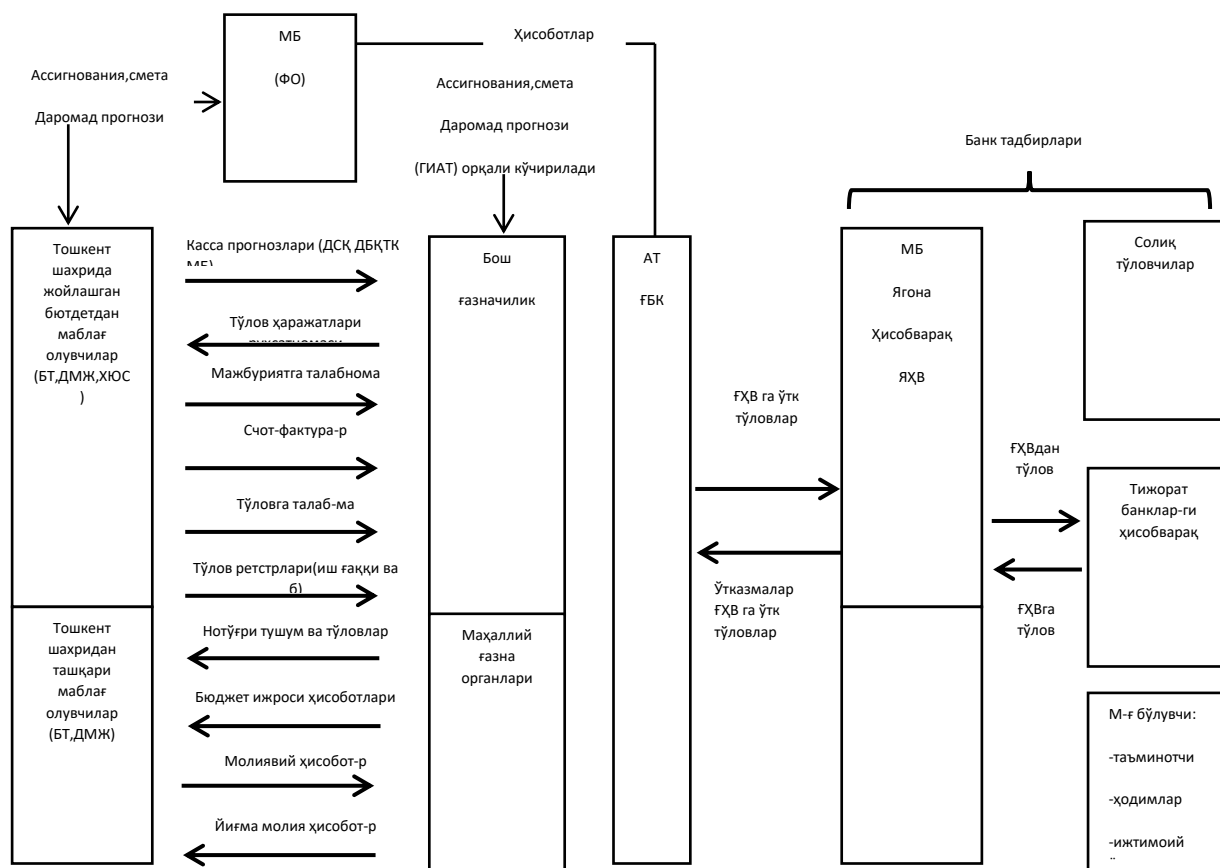 МБ
(ФО)
Ҳисоботлар
Ассигнования,смета
Даромад прогнози
Ассигнования,смета
Даромад прогнози
(ГИАТ) орқали кўчирилади
Банк тадбирлари
Тошкент
шахрида
жойлашган
бютдетдан
маблағ
олувчилар
(БТ,ДМЖ,ХЮС
)
Касса прогнозлари (ДСҚ ДБҚТК
МБ)
Тўлов ҳаражатлари
Мажбуриятга талабнома
Счот-фактура-р
Тўловга талаб-ма
Тўлов ретстрлари(иш ғаққи ва
б)
Бош
ғазначилик
АТ
ҒБК
МБ
Ягона
Ҳисобварақ
ЯҲВ
Солиқ
тўловчилар
ҒҲВ га ўтк
тўловлар
Ўтказмалар
ҒҲВ га ўтк
тўловлар
ҒҲВдан
тўлов
ҒҲВга
тўлов
Тижорат
банклар-ги
ҳисобварақ
Тошкент
шахридан
ташқари
маблағ
олувчилар
(БТ,ДМЖ)
Нотўғри тушум ва тўловлар
Бюджет ижроси ҳисоботлари
Молиявий ҳисобот-р
Йиғма молия ҳисобот-р
Маҳаллий
ғазна
органлари
М-ғ бўлувчи:
-таъминотчи
-ҳодимлар
-ижтимоий